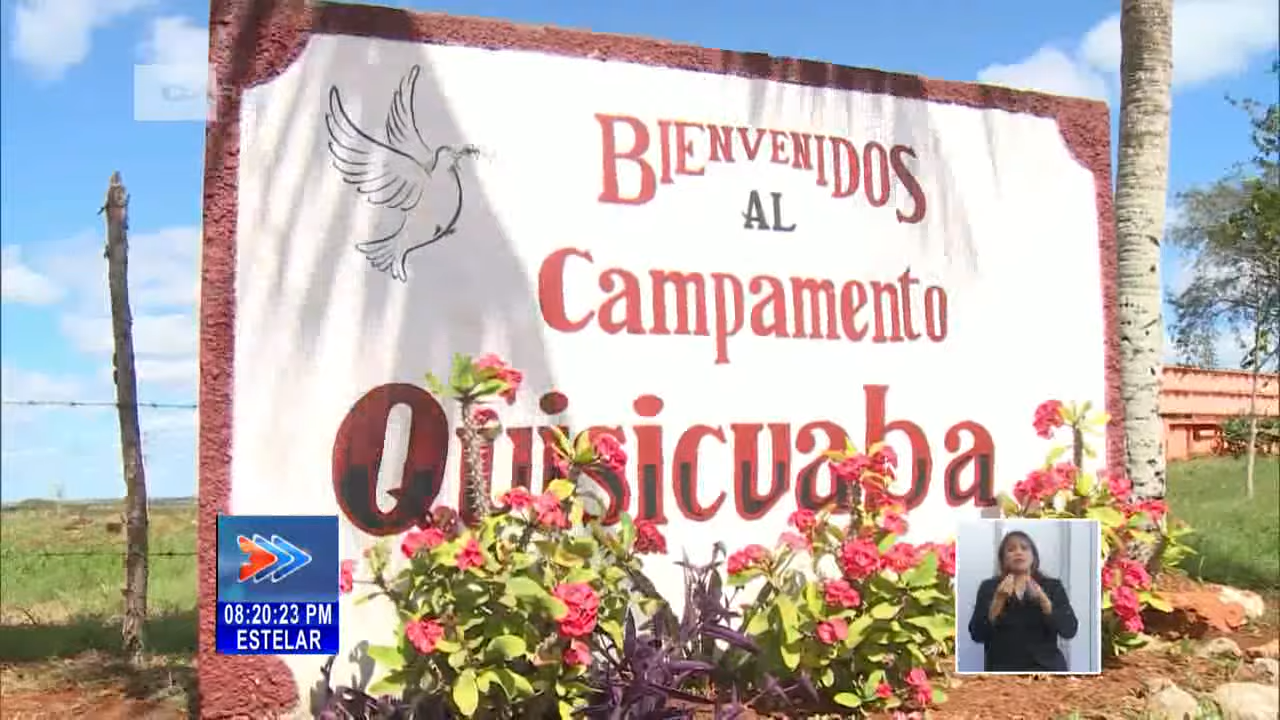 BIENVENIDOS
AL
Campamento
Quisicuaba
08:20:23 PM
ESTELAR